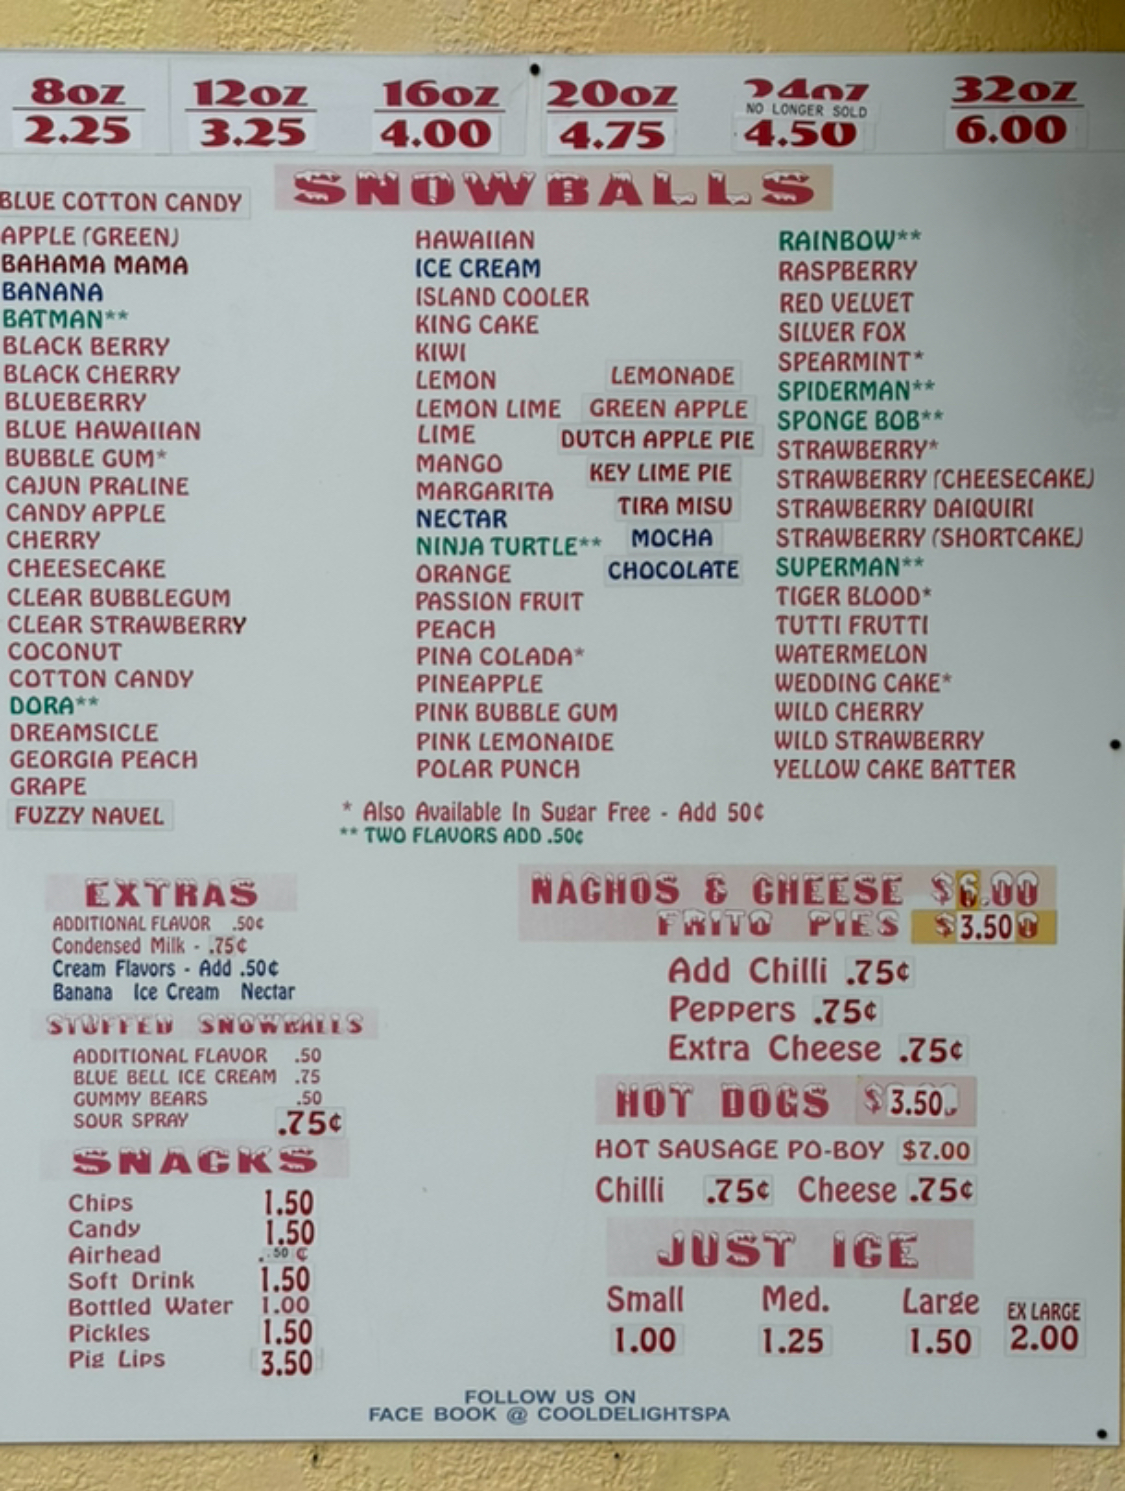 8oz 12oz 16oz 20oz 24oz 32oz
NO LONGER SOLD
2.25 3.25 4.00 4.75 4.50 6.00
SNOWBALLS
BLUE COTTON CANDY
APPLE (GREEN)
BAHAMA MAMA
BANANA
BATMAN**
BLACK BERRY
BLACK CHERRY
BLUEBERRY
BLUE HAWAIIAN
BUBBLE GUM*
CAJUN PRALINE
CANDY APPLE
CHERRY
CHEESECAKE
CLEAR BUBBLEGUM
CLEAR STRAWBERRY
COCONUT
COTTON CANDY
DORA**
DREAMSICLE
GEORGIA PEACH
GRAPE
FUZZY NAVEL
HAWAIIAN
ICE CREAM
ISLAND COOLER
KING CAKE
KIWI
LEMON
LEMON LIME
LIME
MANGO
MARGARITA
NECTAR
NINJA TURTLE**
ORANGE
PASSION FRUIT
PEACH
PINA COLADA*
PINEAPPLE
PINK BUBBLE GUM
PINK LEMONAIDE
POLAR PUNCH
LEMONADE
GREEN APPLE
DUTCH APPLE PIE
KEY LIME PIE
TIRA MISU
MOCHA
CHOCOLATE
RAINBOW**
RASPBERRY
RED VELVET
SILVER FOX
SPEARMINT*
SPIDERMAN**
SPONGE BOB**
STRAWBERRY*
STRAWBERRY (CHEESECAKE)
STRAWBERRY DAIQUIRI
STRAWBERRY (SHORTCAKE)
SUPERMAN**
TIGER BLOOD*
TUTTI FRUTTI
WATERMELON
WEDDING CAKE*
WILD CHERRY
WILD STRAWBERRY
YELLOW CAKE BATTER
* Also Available In Sugar Free - Add 50¢
** TWO FLAVORS ADD .50¢
EXTRAS
ADDITIONAL FLAVOR .50¢
Condensed Milk - .75¢
Cream Flavors - Add .50¢
Banana Ice Cream Nectar
STUFFED SNOWBALLS
ADDITIONAL FLAVOR .50
BLUE BELL ICE CREAM .75
GUMMY BEARS .50
SOUR SPRAY .75¢
SNACKS
Chips 1.50
Candy 1.50
Airhead .50 ¢
Soft Drink 1.50
Bottled Water 1.00
Pickles 1.50
Pig Lips 3.50
NACHOS & CHEESE $6.00
FRITO PIES $3.50
Add Chilli .75¢
Peppers .75¢
Extra Cheese .75¢
HOT DOGS $3.50
HOT SAUSAGE PO-BOY $7.00
Chilli .75¢ Cheese .75¢
JUST ICE
Small Med. Large EX LARGE
1.00 1.25 1.50 2.00
FOLLOW US ON
FACE BOOK @ COOLDELIGHTSPA